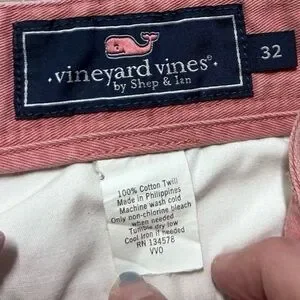 vineyard vines®
by Shep & Ian
32
100% Cotton Twill
Made in Philippines
Machine wash cold
Only non-chlorine bleach
when needed
Tumble dry low
Cool Iron if needed
RN 134578
VVO